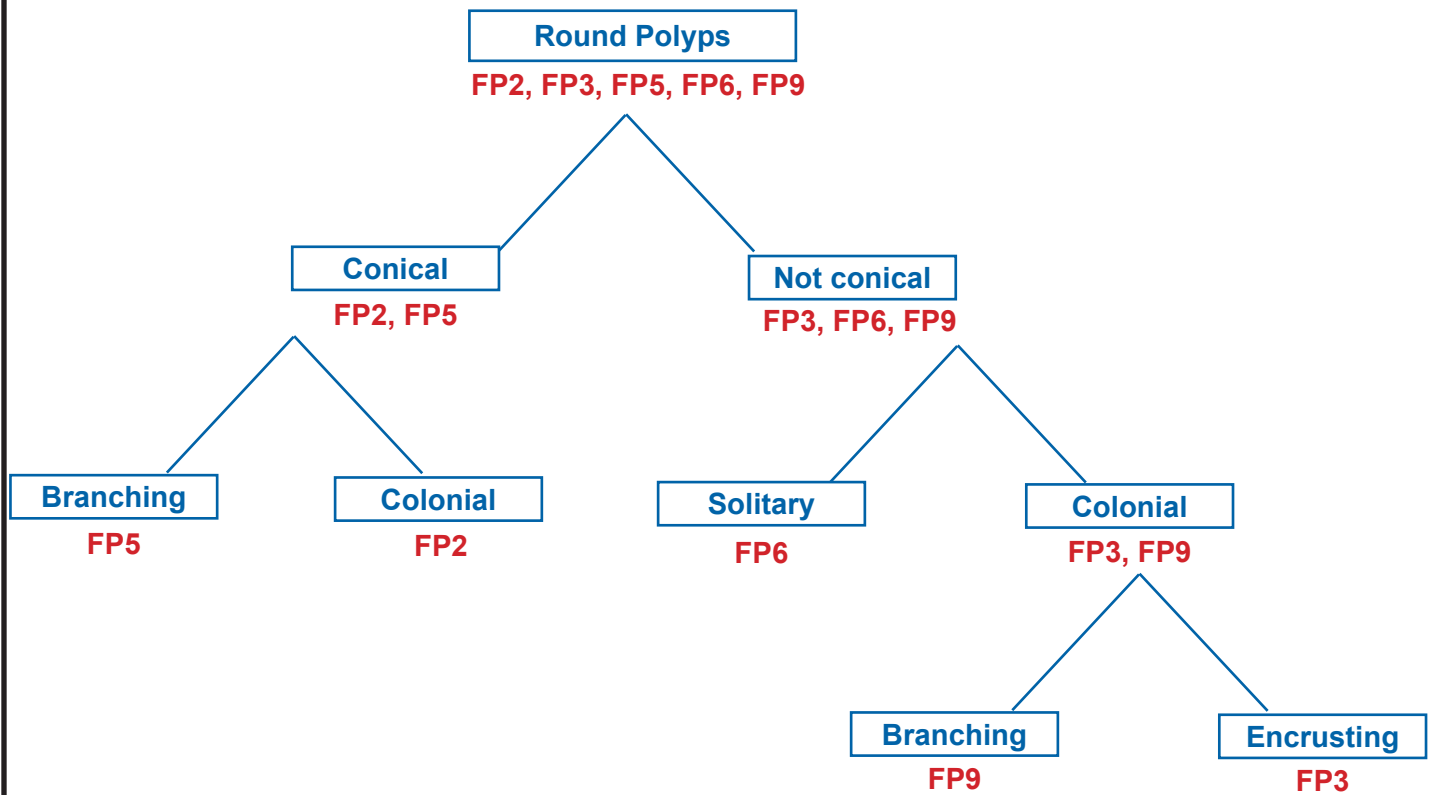 Round Polyps
FP2, FP3, FP5, FP6, FP9
Conical
FP2, FP5
Not conical
FP3, FP6, FP9
Branching
FP5
Colonial
FP2
Solitary
FP6
Colonial
FP3, FP9
Branching
FP9
Encrusting
FP3